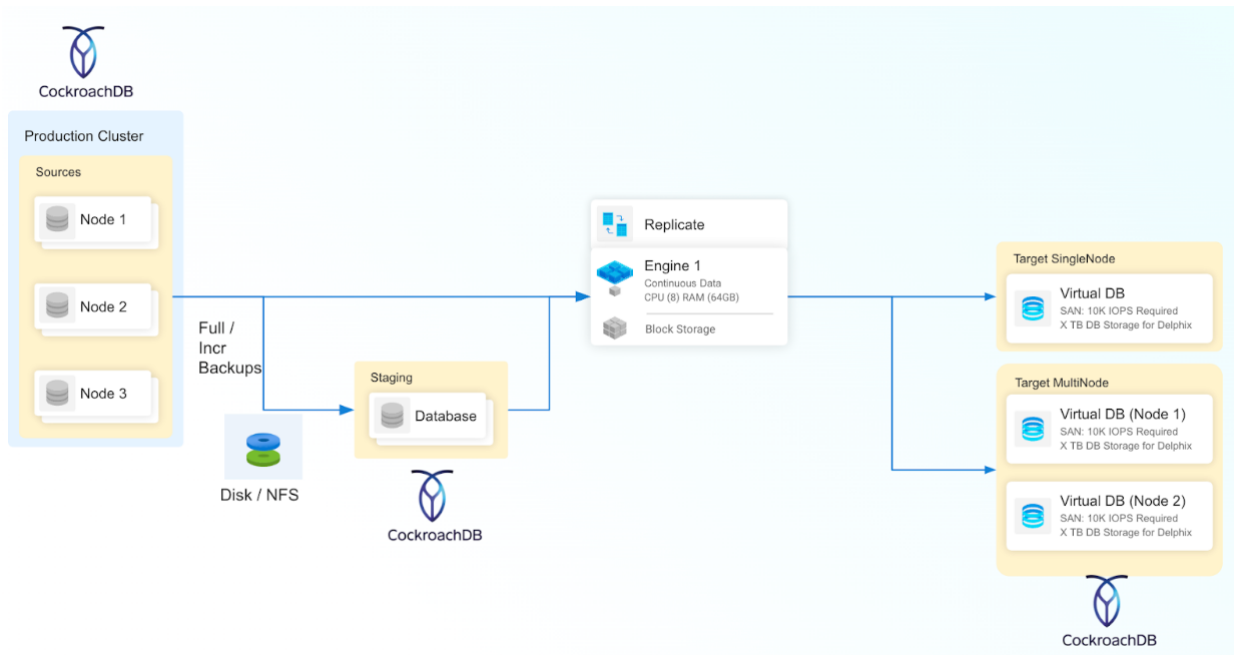 CockroachDB
Production Cluster
Sources
Node 1
Node 2
Node 3
Full /
Incr
Backups
Disk / NFS
Staging
Database
CockroachDB
Replicate
Engine 1
Continuous Data
CPU (8) RAM (64GB)
Block Storage
Target SingleNode
Virtual DB
SAN: 10K IOPS Required
X TB DB Storage for Delphix
Target MultiNode
Virtual DB (Node 1)
SAN: 10K IOPS Required
X TB DB Storage for Delphix
Virtual DB (Node 2)
SAN: 10K IOPS Required
X TB DB Storage for Delphix
CockroachDB